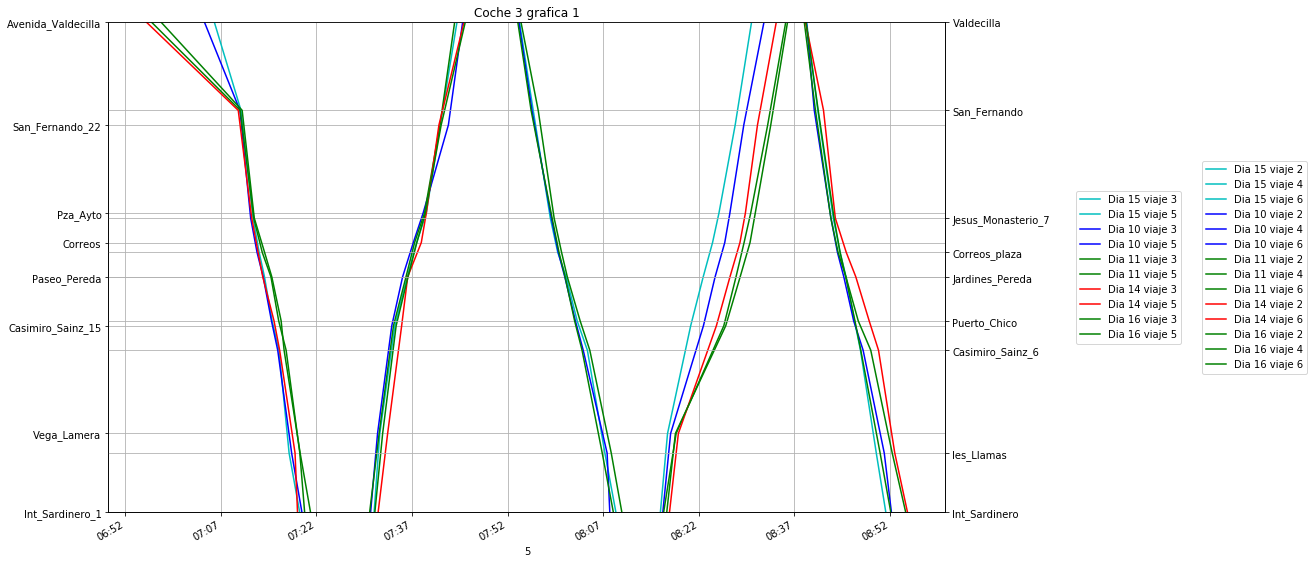 Coche 3 grafica 1
Avenida_Valdecilla
San_Fernando_22
Pza_Ayto
Correos
Paseo_Pereda
Casimiro_Sainz_15
Vega_Lamera
Int_Sardinero_1
Valdecilla
San_Fernando
Jesus_Monasterio_7
Correos_plaza
Jardines_Pereda
Puerto_Chico
Casimiro_Sainz_6
Ies_Llamas
Int_Sardinero
06:52
07:07
07:22
07:37
07:52
08:07
08:22
08:37
08:52
5
Dia 15 viaje 3
Dia 15 viaje 5
Dia 10 viaje 3
Dia 10 viaje 5
Dia 11 viaje 3
Dia 11 viaje 5
Dia 14 viaje 3
Dia 14 viaje 5
Dia 16 viaje 3
Dia 16 viaje 5
Dia 15 viaje 2
Dia 15 viaje 4
Dia 15 viaje 6
Dia 10 viaje 2
Dia 10 viaje 4
Dia 10 viaje 6
Dia 11 viaje 2
Dia 11 viaje 4
Dia 11 viaje 6
Dia 14 viaje 2
Dia 14 viaje 6
Dia 16 viaje 2
Dia 16 viaje 4
Dia 16 viaje 6